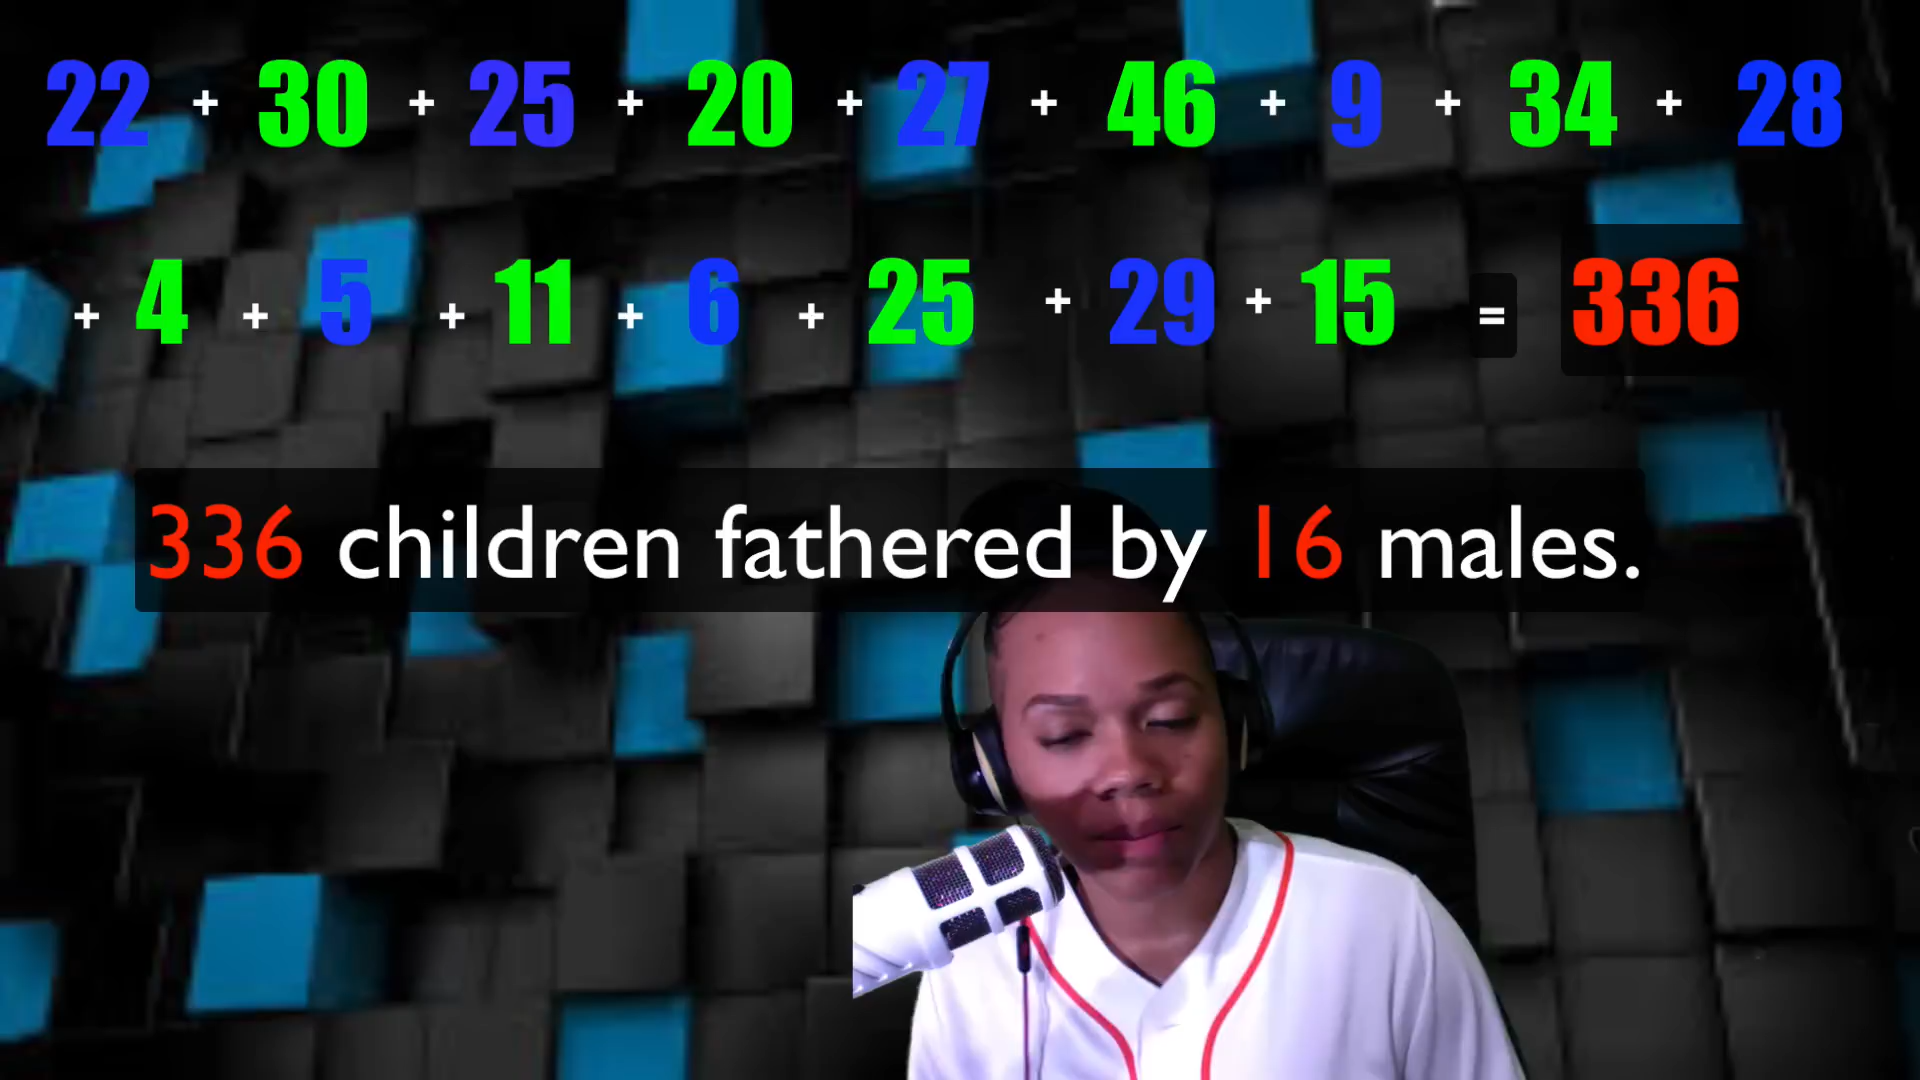 22 + 30 + 25 + 20 + 27 + 46 + 9 + 34 + 28
+ 4 + 5 + 11 + 6 + 25 + 29 + 15 = 336
336 children fathered by 16 males.